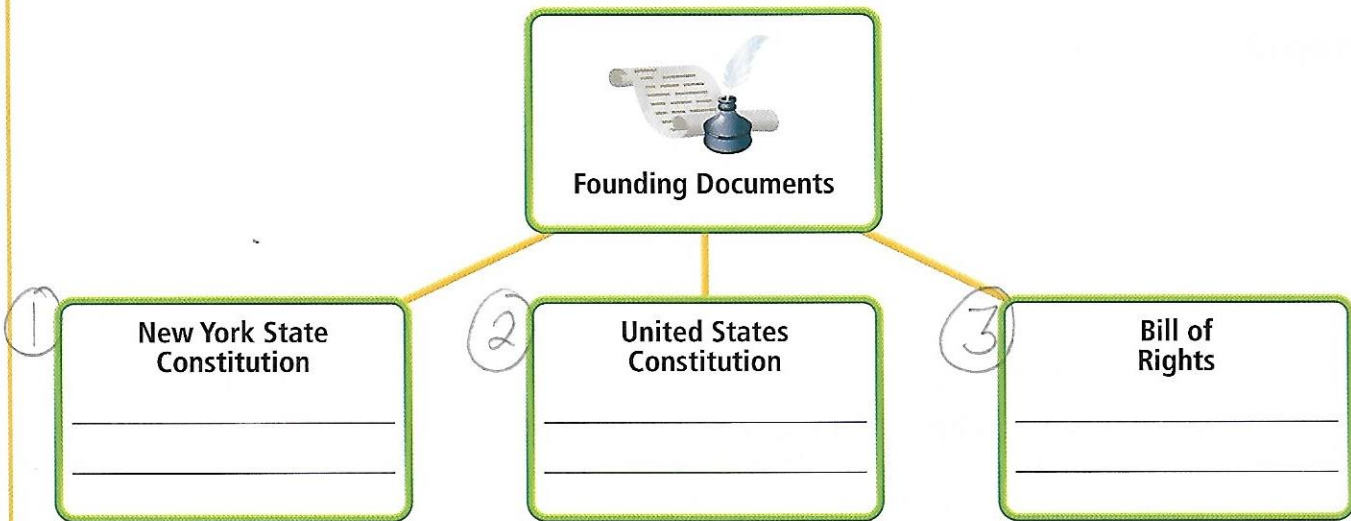 Founding Documents
1
New York State
Constitution
2
United States
Constitution
3
Bill of
Rights